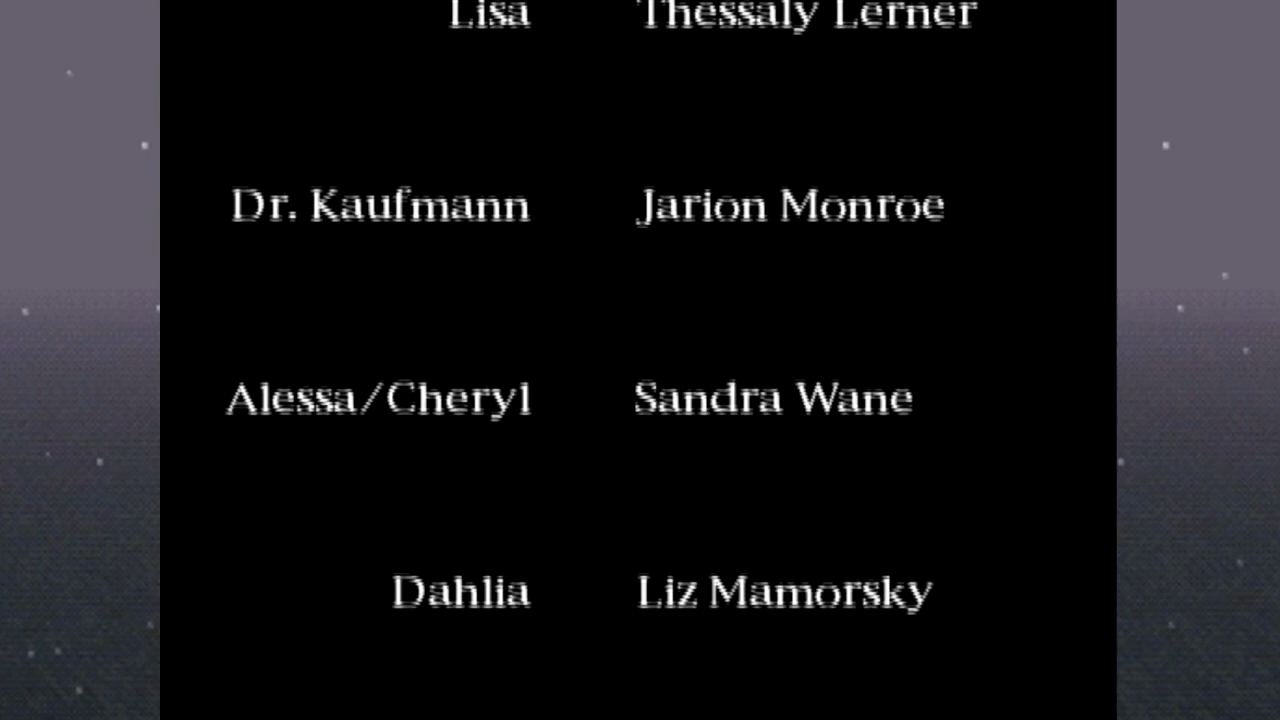 Lisa Thessaly Lerner
Dr. Kaufmann Jarion Monroe
Alessa/Cheryl Sandra Wane
Dahlia Liz Mamorsky